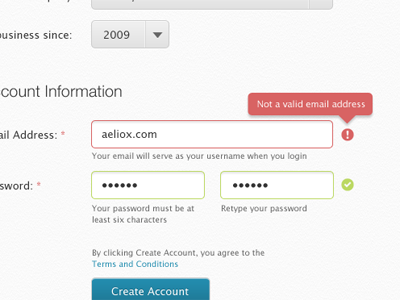 business since:
2009
count Information
Not a valid email address
ail Address: *
aeliox.com
Your email will serve as your username when you login
sword: *
••••••
••••••
Your password must be at
least six characters
Retype your password
By clicking Create Account, you agree to the
Terms and Conditions
Create Account